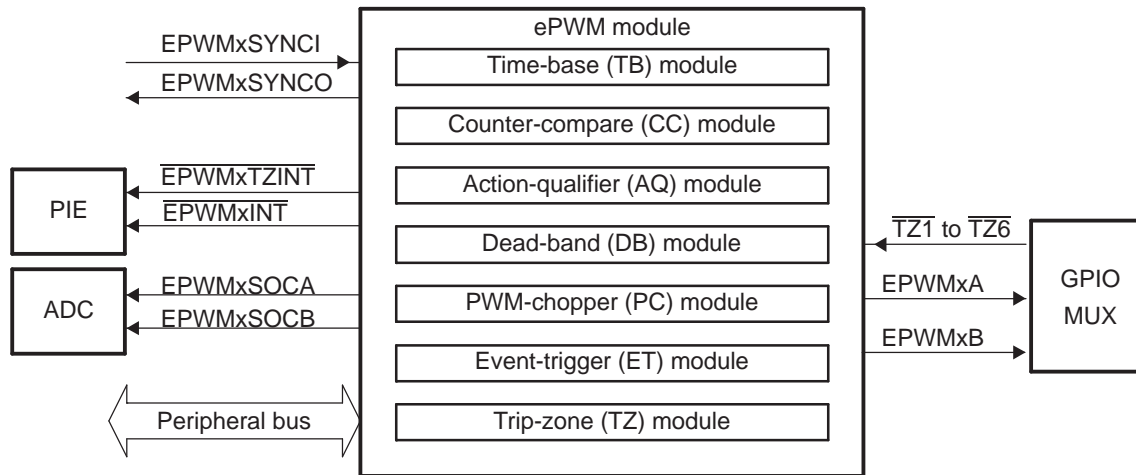 ePWM module
EPWMxSYNCI
EPWMxSYNCO
Time-base (TB) module
Counter-compare (CC) module
EPWMxTZINT
EPWMxINT
PIE
Action-qualifier (AQ) module
Dead-band (DB) module
TZ1 to TZ6
EPWMxSOCA
EPWMxSOCB
ADC
PWM-chopper (PC) module
EPWMxA
EPWMxB
GPIO
MUX
Event-trigger (ET) module
Peripheral bus
Trip-zone (TZ) module